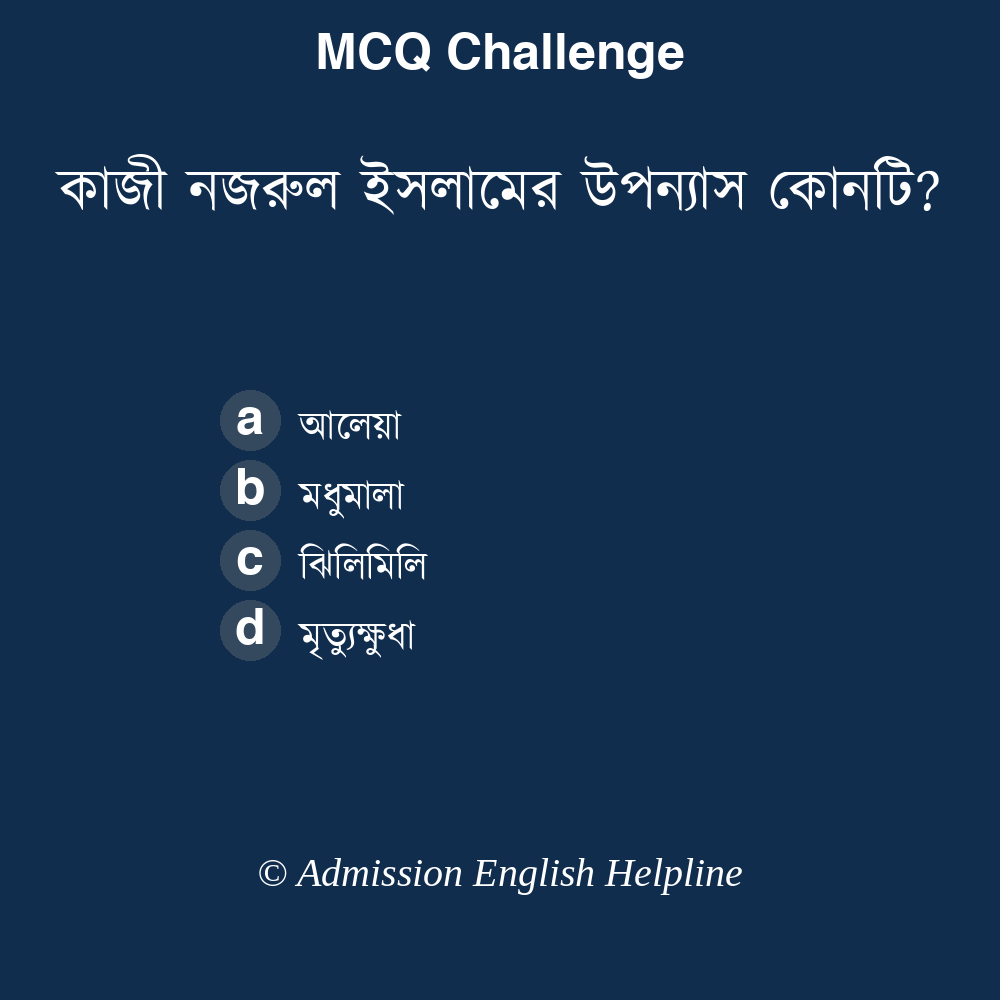 MCQ Challenge
কাজী নজরুল ইসলামের উপন্যাস কোনটি?
a আলেয়া
b মধুমালা
c ঝিলিমিলি
d মৃত্যুক্ষুধা
© Admission English Helpline